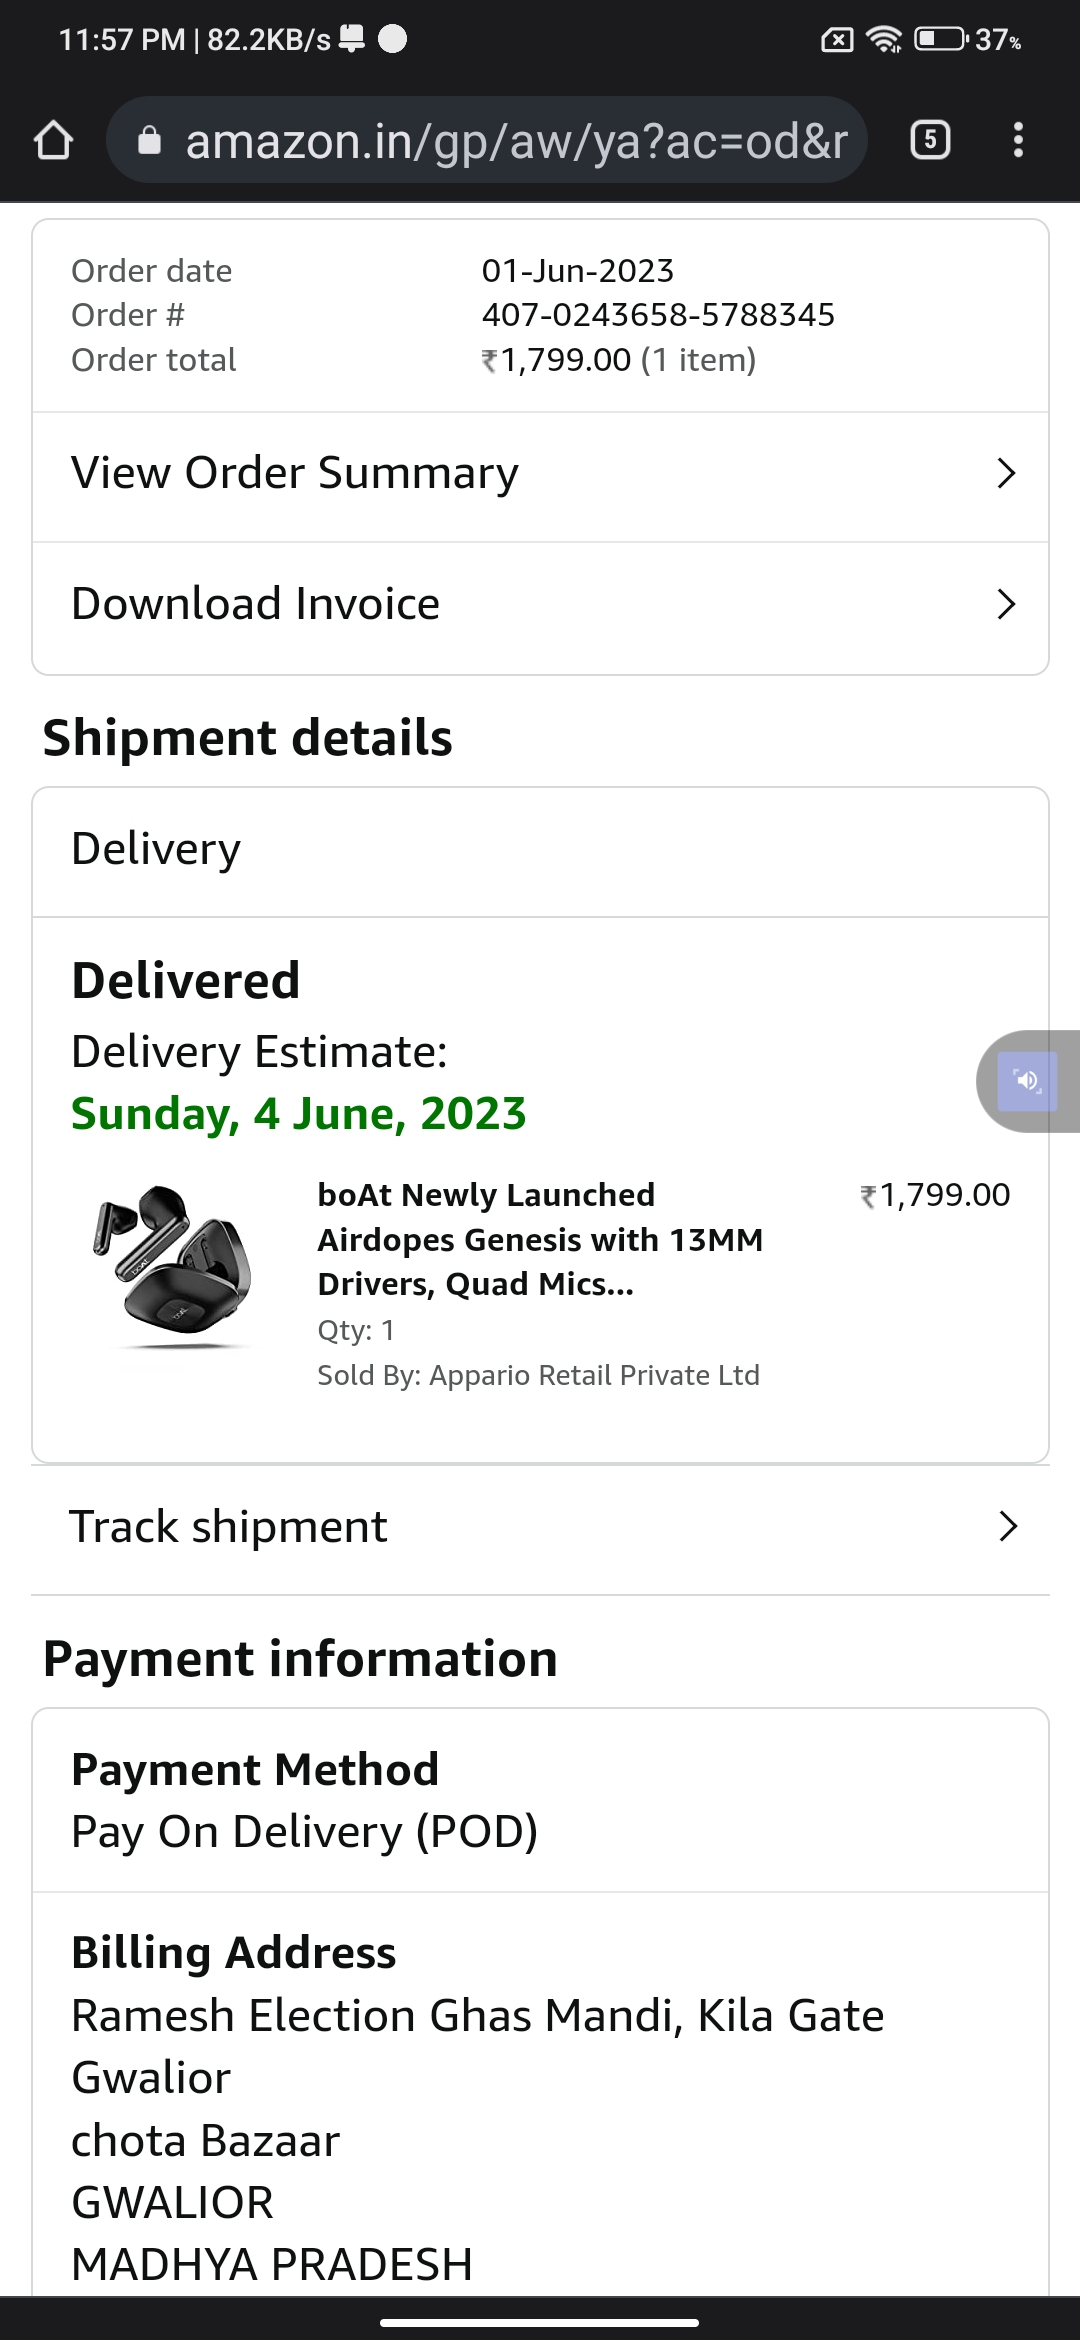 11:57 PM | 82.2KB/s
37%
amazon.in/gp/aw/ya?ac=od&r
5
Order date 01-Jun-2023
Order # 407-0243658-5788345
Order total ₹1,799.00 (1 item)
View Order Summary
Download Invoice
Shipment details
Delivery
Delivered
Delivery Estimate:
Sunday, 4 June, 2023
boAt Newly Launched
Airdopes Genesis with 13MM
Drivers, Quad Mics...
₹1,799.00
Qty: 1
Sold By: Appario Retail Private Ltd
Track shipment
Payment information
Payment Method
Pay On Delivery (POD)
Billing Address
Ramesh Election Ghas Mandi, Kila Gate
Gwalior
chota Bazaar
GWALIOR
MADHYA PRADESH